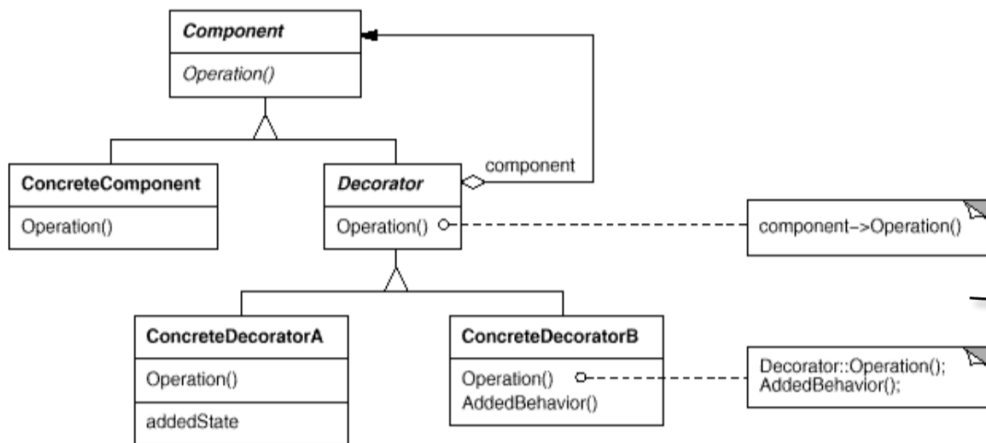 Component
Operation()
component
ConcreteComponent
Operation()
Decorator
Operation()
component->Operation()
ConcreteDecoratorA
Operation()
addedState
ConcreteDecoratorB
Operation()
AddedBehavior()
Decorator::Operation();
AddedBehavior();